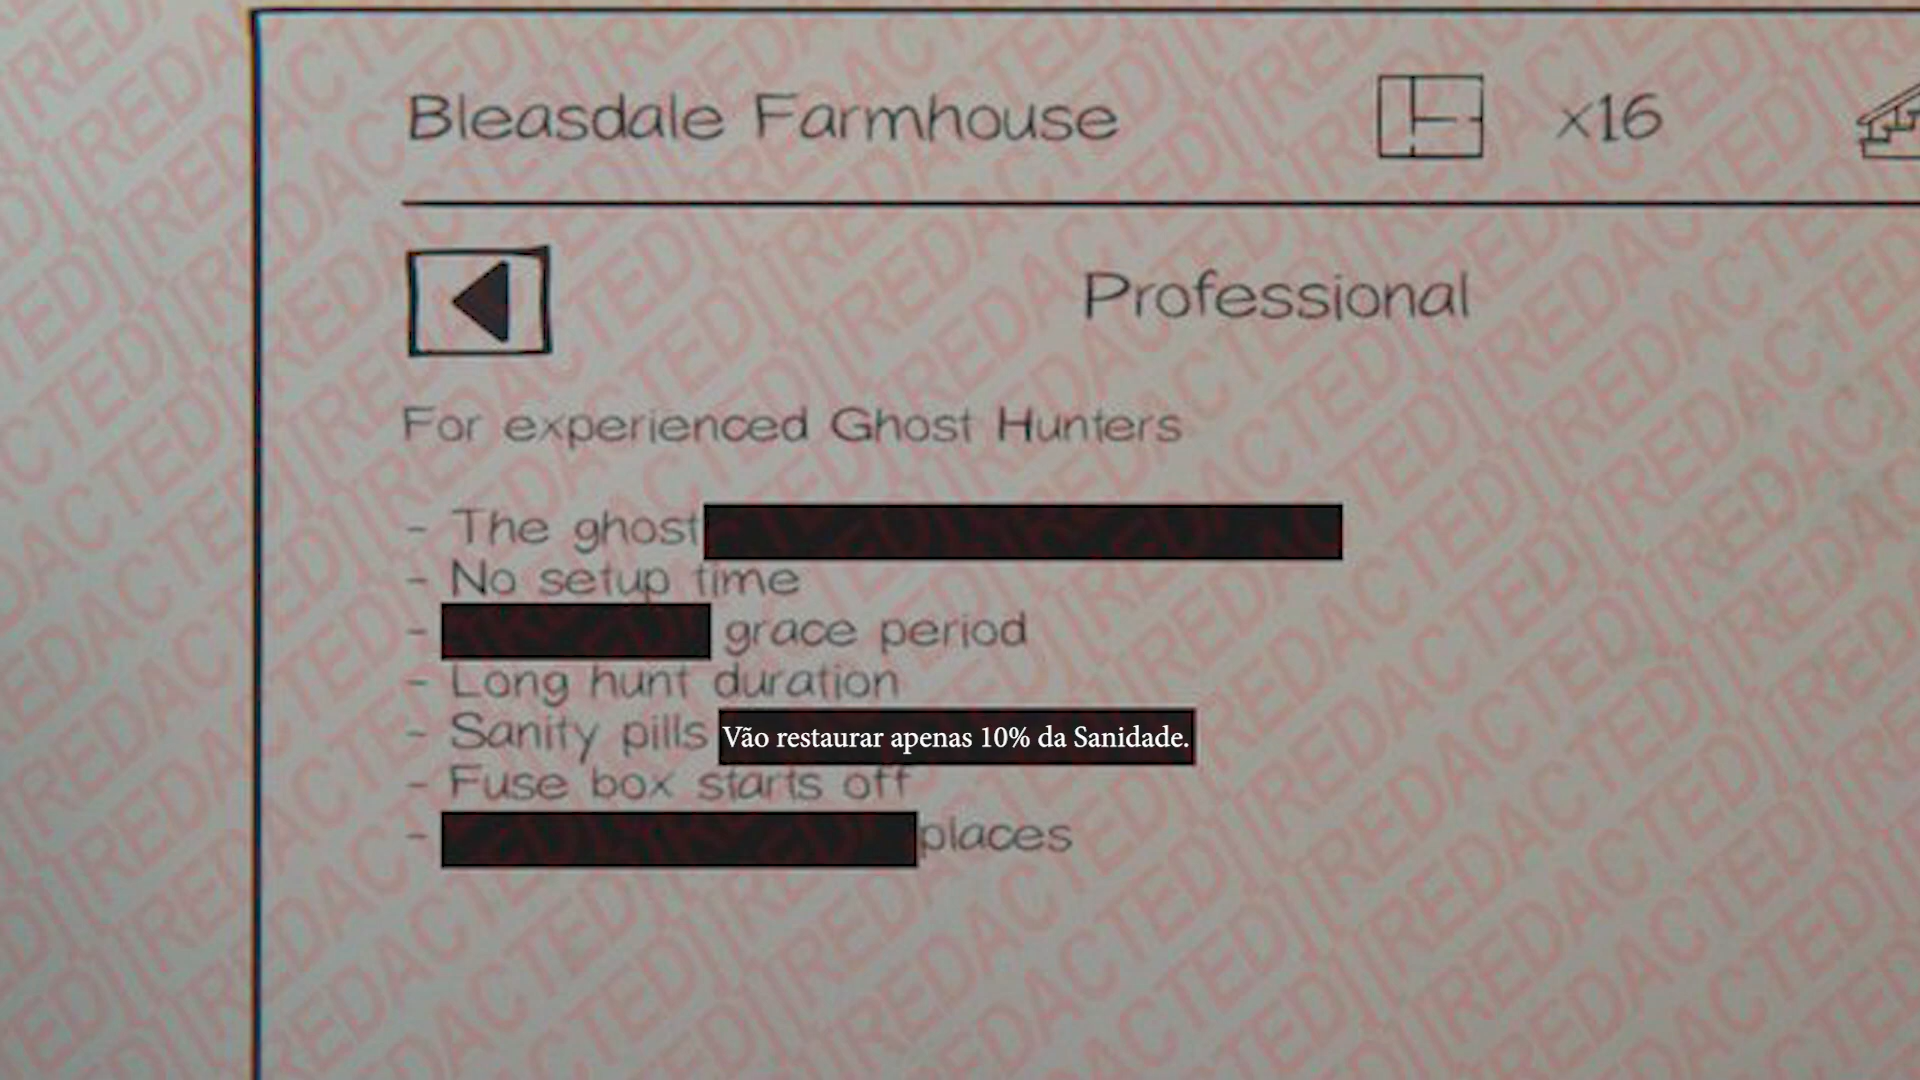 Bleasdale Farmhouse x16
Professional
For experienced Ghost Hunters
- The ghost
- No setup time
- grace period
- Long hunt duration
- Sanity pills Vão restaurar apenas 10% da Sanidade.
- Fuse box starts off
- places
[REDACTED]